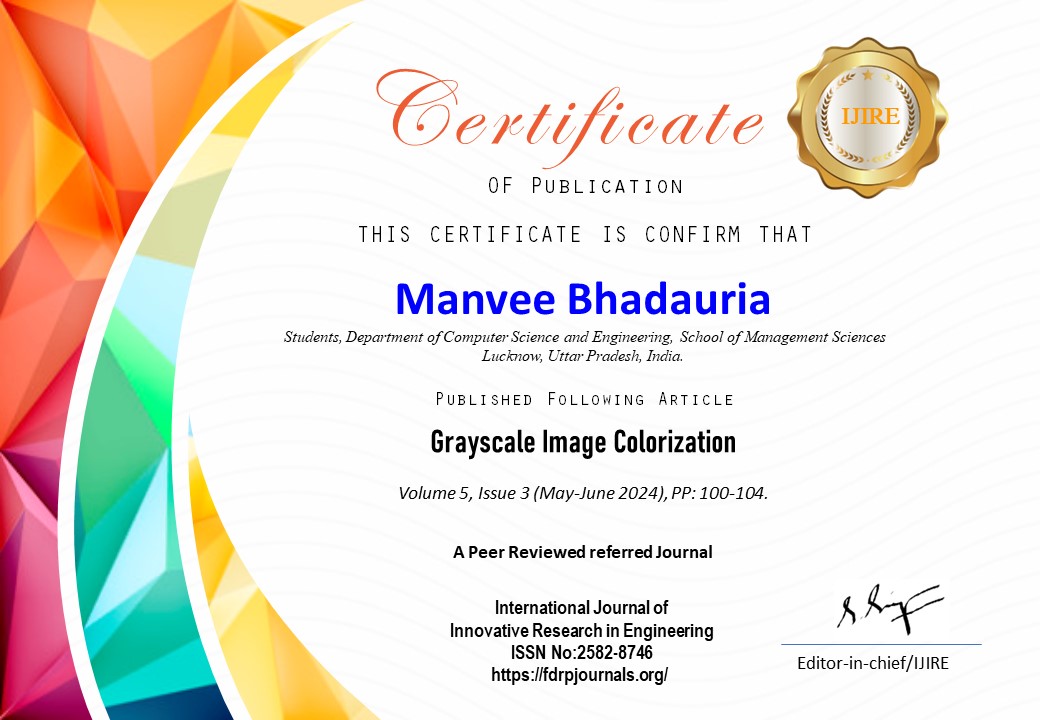 Certificate
IJIRE
OF Publication
THIS CERTIFICATE IS CONFIRM THAT
Manvee Bhadauria
Students, Department of Computer Science and Engineering, School of Management Sciences
Lucknow, Uttar Pradesh, India.
Published Following Article
Grayscale Image Colorization
Volume 5, Issue 3 (May-June 2024), PP: 100-104.
A Peer Reviewed referred Journal
International Journal of
Innovative Research in Engineering
ISSN No:2582-8746
https://fdrpjournals.org/
Editor-in-chief/IJIRE